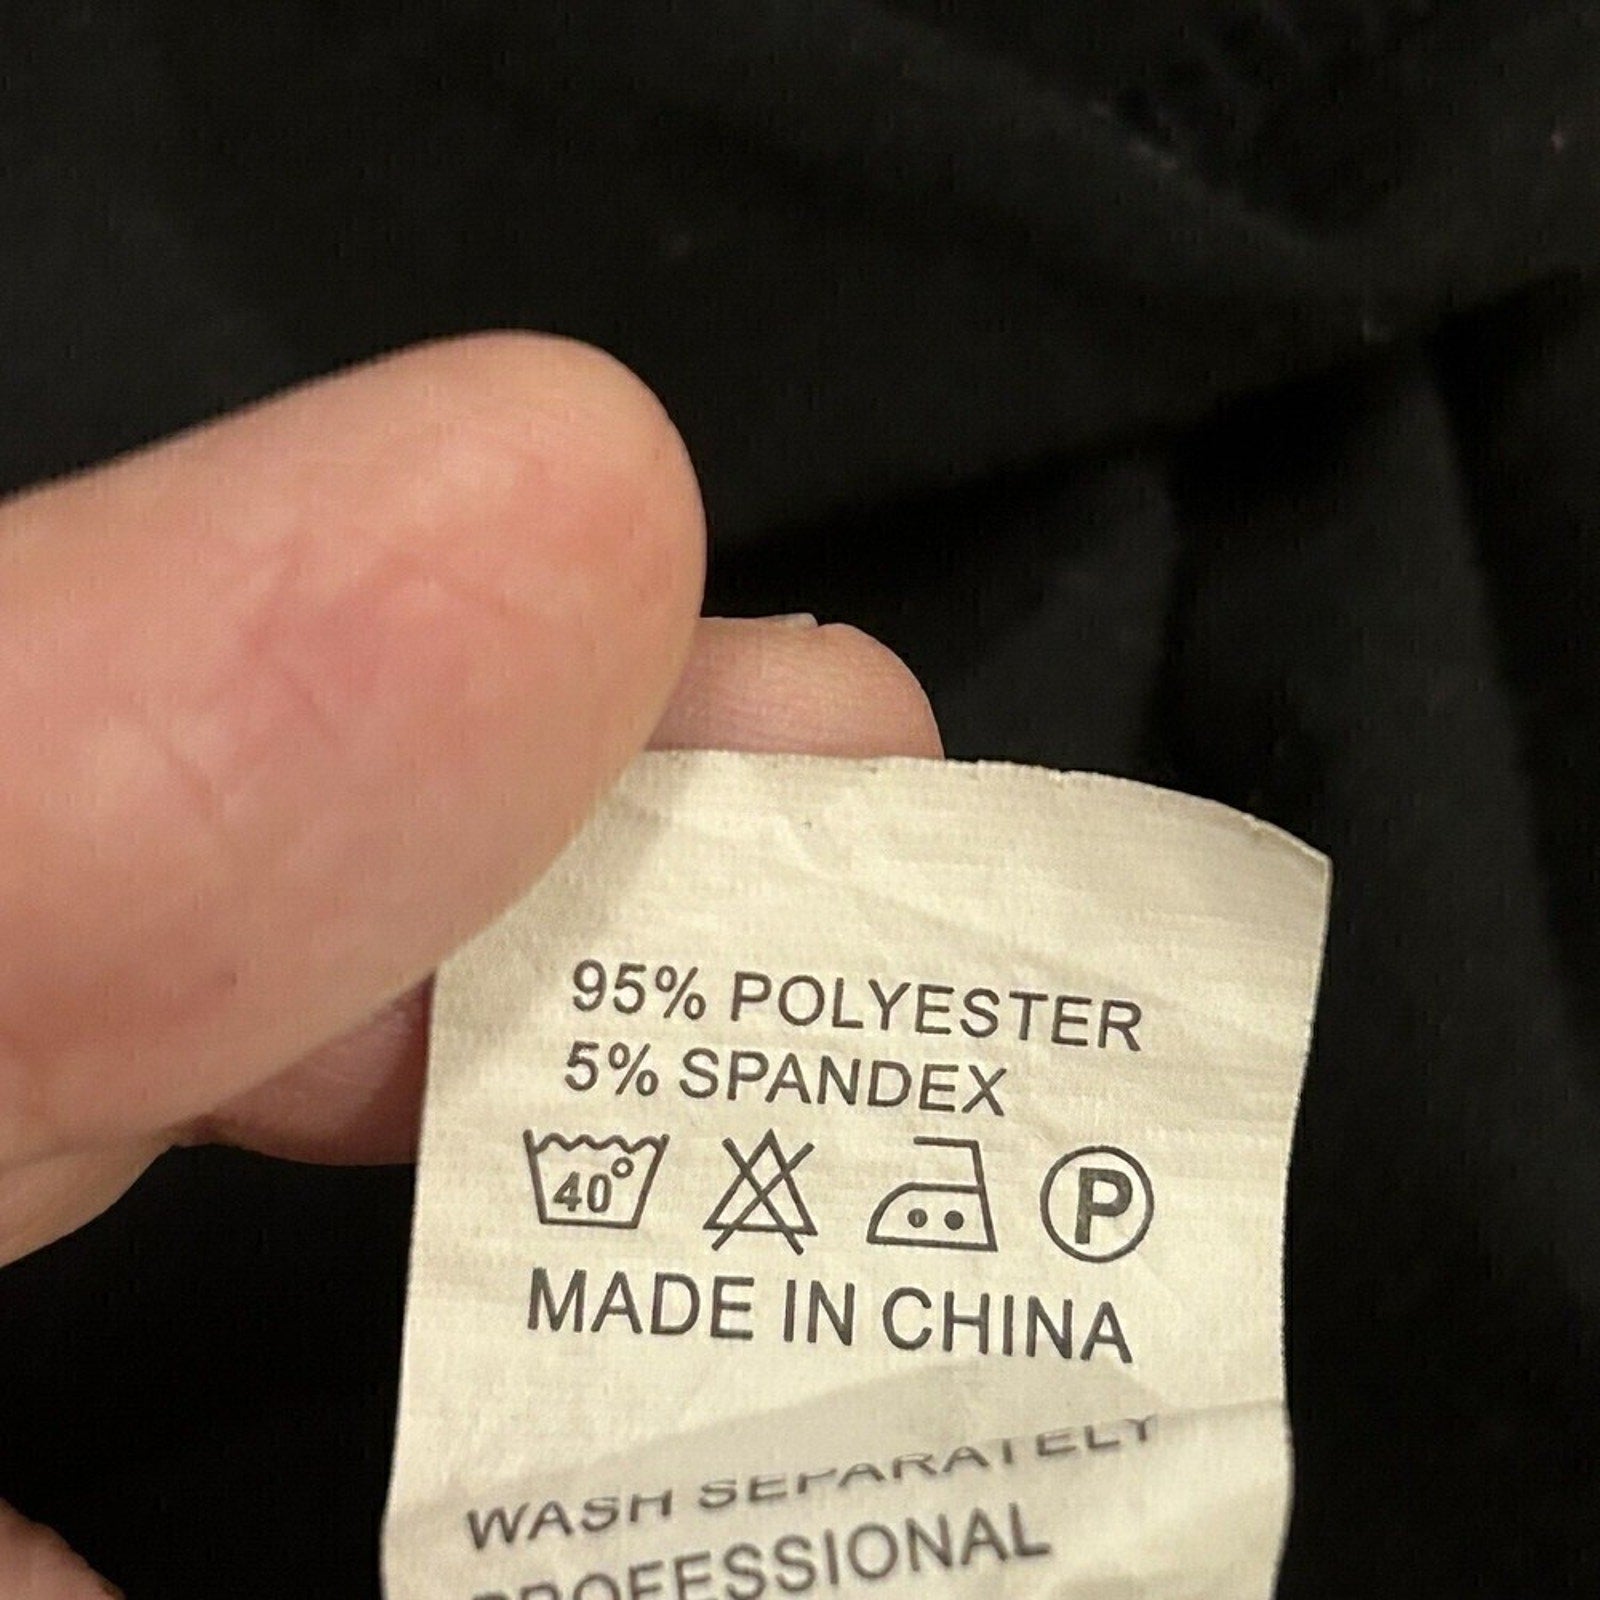 95% POLYESTER
5% SPANDEX
40° P
MADE IN CHINA
WASH SEPARATELY
PROFESSIONAL